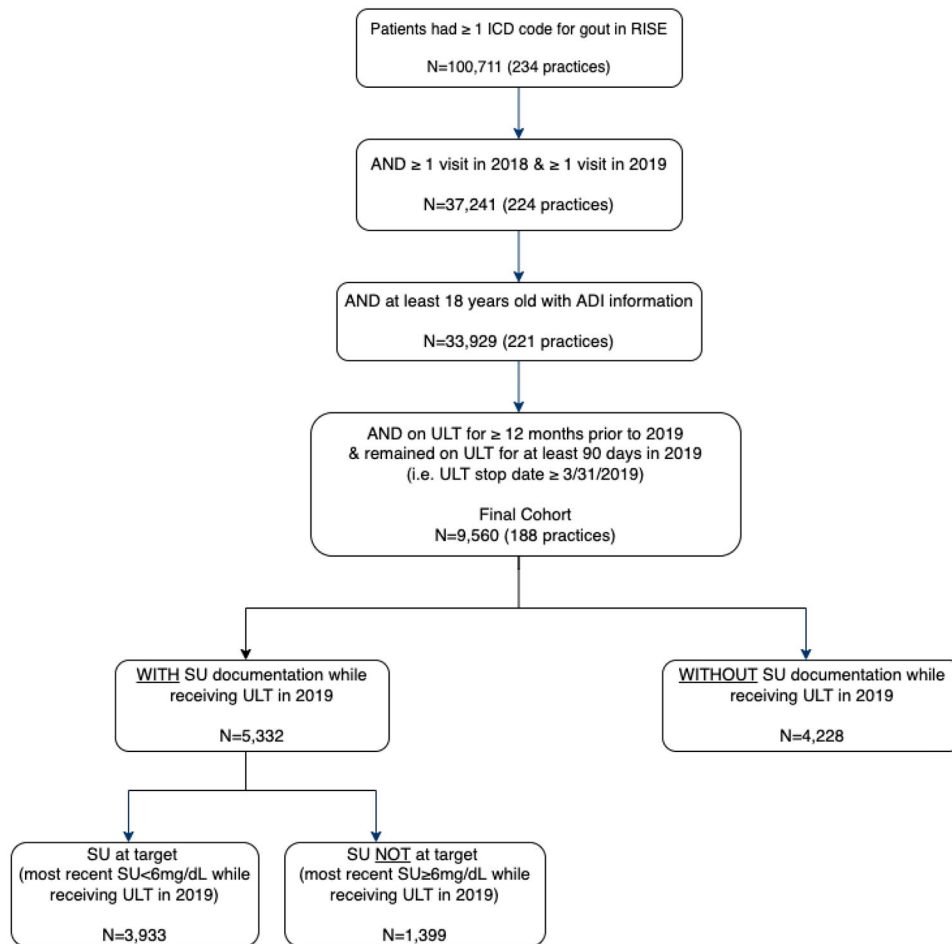 Patients had ≥ 1 ICD code for gout in RISE
N=100,711 (234 practices)
AND ≥ 1 visit in 2018 & ≥ 1 visit in 2019
N=37,241 (224 practices)
AND at least 18 years old with ADI information
N=33,929 (221 practices)
AND on ULT for ≥ 12 months prior to 2019
& remained on ULT for at least 90 days in 2019
(i.e. ULT stop date ≥ 3/31/2019)
Final Cohort
N=9,560 (188 practices)
WITH SU documentation while
receiving ULT in 2019
N=5,332
WITHOUT SU documentation while
receiving ULT in 2019
N=4,228
SU at target
(most recent SU<6mg/dL while
receiving ULT in 2019)
N=3,933
SU NOT at target
(most recent SU≥6mg/dL while
receiving ULT in 2019)
N=1,399